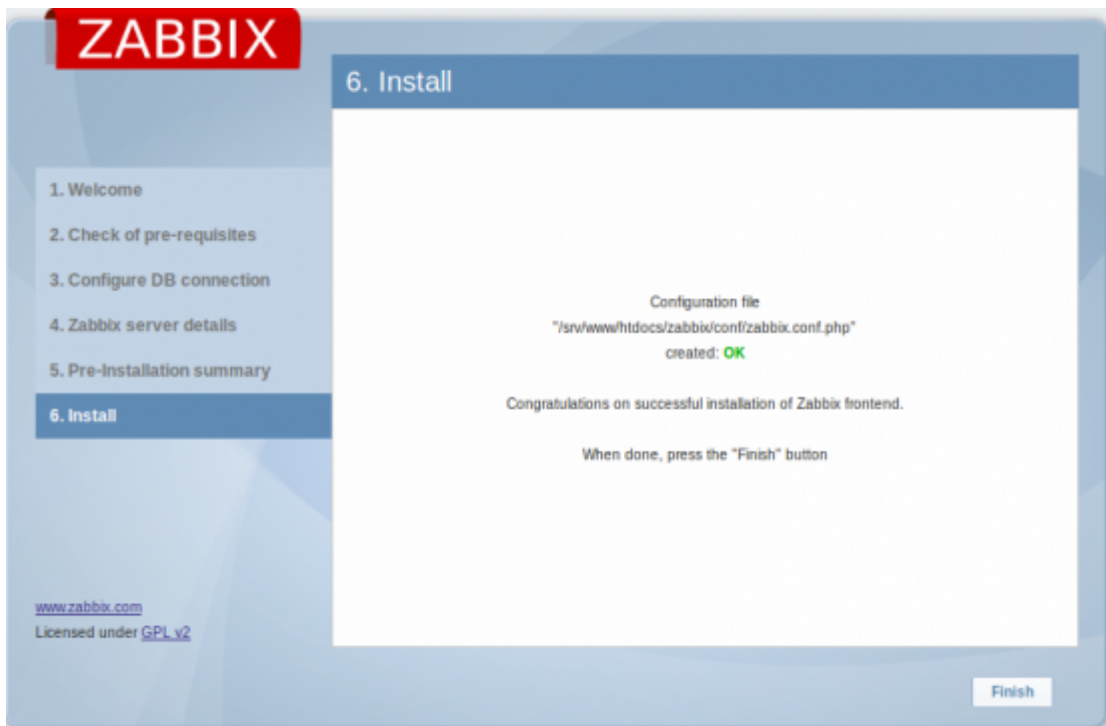 ZABBIX
6. Install
1. Welcome
2. Check of pre-requisites
3. Configure DB connection
4. Zabbix server details
5. Pre-Installation summary
6. Install
Configuration file
"/srv/www/htdocs/zabbix/conf/zabbix.conf.php"
created: OK
Congratulations on successful installation of Zabbix frontend.
When done, press the "Finish" button
www.zabbix.com
Licensed under GPL v2
Finish